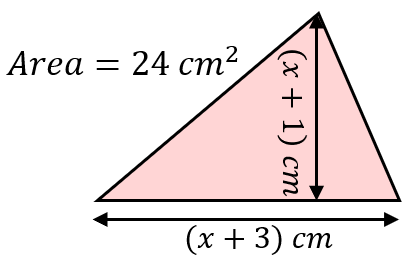 Area = 24 cm²
(x + 1) cm
(x + 3) cm